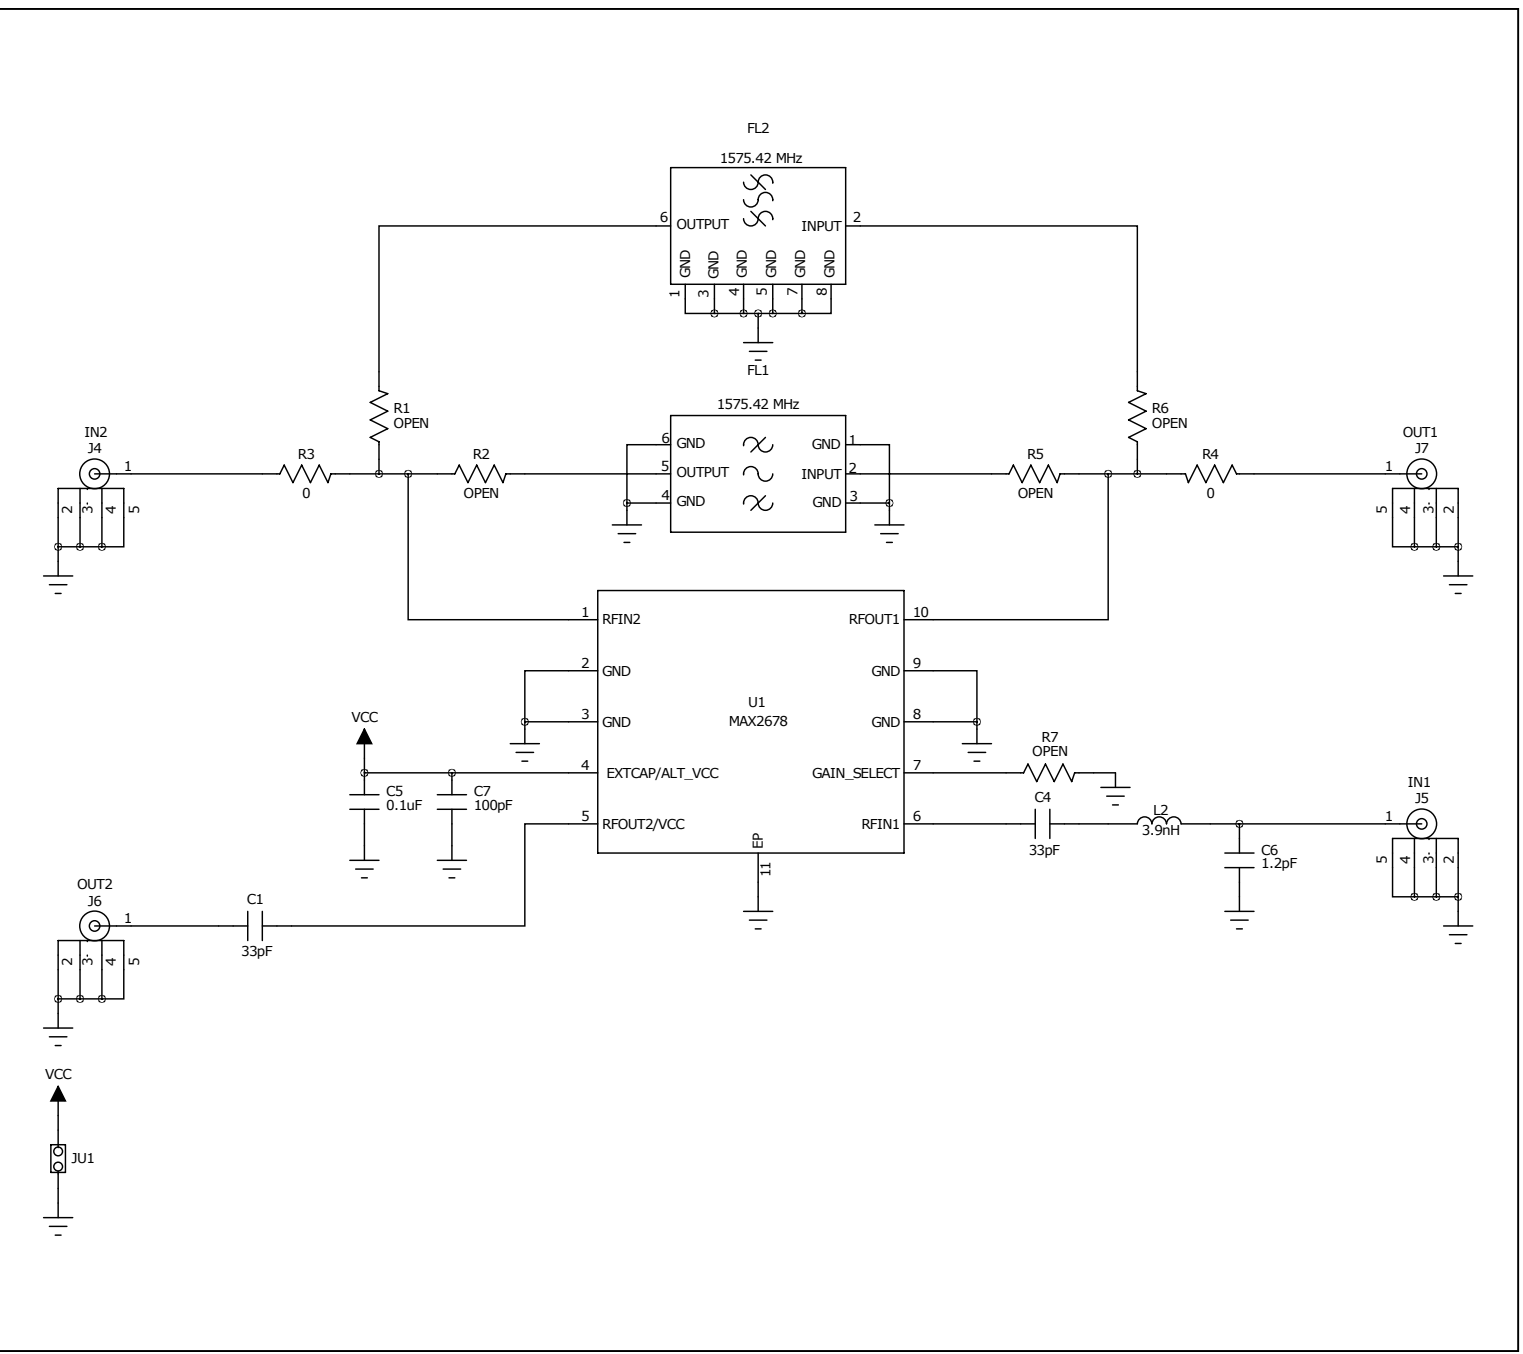 FL2
1575.42 MHz
6 OUTPUT INPUT 2
GND GND GND GND GND GND
1 3 4 5 7 8
FL1
1575.42 MHz
6 GND GND 1
5 OUTPUT INPUT 2
4 GND GND 3
R1
OPEN
R6
OPEN
IN2
J4
1
2 3 4 5
R3
0
R2
OPEN
R5
OPEN
R4
0
OUT1
J7
1
5 4 3 2
1 RFIN2 RFOUT1 10
2 GND GND 9
3 GND GND 8
4 EXTCAP/ALT_VCC GAIN_SELECT 7
5 RFOUT2/VCC RFIN1 6
U1
MAX2678
EP
11
VCC
C5
0.1uF
C7
100pF
R7
OPEN
C4
33pF
L2
3.9nH
C6
1.2pF
IN1
J5
1
5 4 3 2
OUT2
J6
1
2 3 4 5
C1
33pF
VCC
JU1